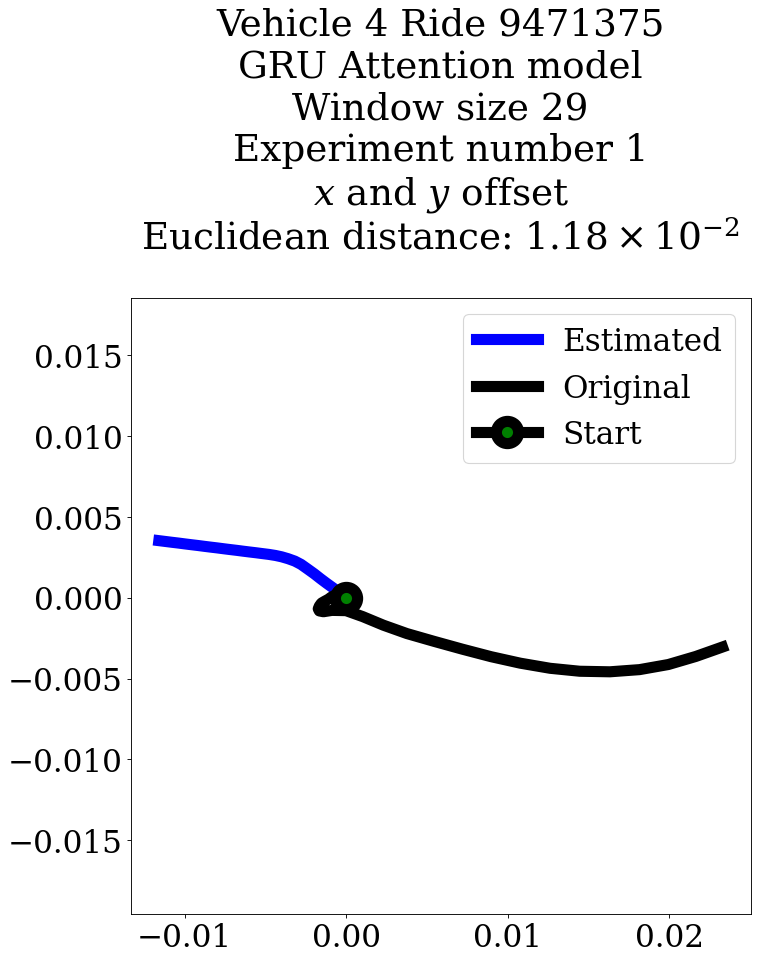 Vehicle 4 Ride 9471375
GRU Attention model
Window size 29
Experiment number 1
x and y offset
Euclidean distance: 1.18 × 10⁻²
Estimated
Original
Start
0.015
0.010
0.005
0.000
−0.005
−0.010
−0.015
−0.01 0.00 0.01 0.02